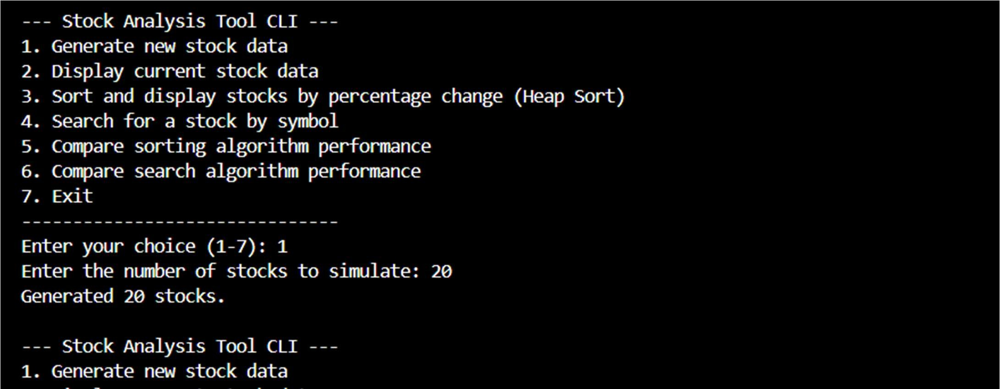 --- Stock Analysis Tool CLI ---
1. Generate new stock data
2. Display current stock data
3. Sort and display stocks by percentage change (Heap Sort)
4. Search for a stock by symbol
5. Compare sorting algorithm performance
6. Compare search algorithm performance
7. Exit
-------------------------------
Enter your choice (1-7): 1
Enter the number of stocks to simulate: 20
Generated 20 stocks.
--- Stock Analysis Tool CLI ---
1. Generate new stock data